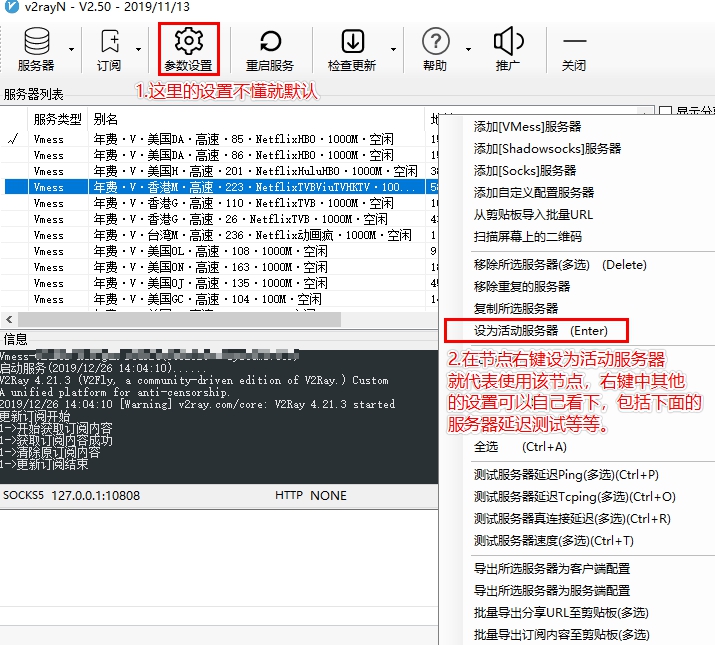 v2rayN - V2.50 - 2019/11/13
服务器
订阅
参数设置
重启服务
检查更新
帮助
推广
关闭
1.这里的设置不懂就默认
服务器列表
服务类型 别名
Vmess 年费·V·美国DA·高速·85·NetflixHBO·1000M·空闲
Vmess 年费·V·美国DA·高速·86·NetflixHBO·1000M·空闲
Vmess 年费·V·美国H·高速·201·NetflixHuluHBO·1000M·空闲
Vmess 年费·V·香港M·高速·223·NetflixTVBViuTVHKTV·100...
Vmess 年费·V·香港G·高速·110·NetflixTVB·1000M·空闲
Vmess 年费·V·香港G·高速·26·NetflixTVB·1000M·空闲
Vmess 年费·V·台湾M·高速·236·Netflix动画疯·1000M·空闲
Vmess 年费·V·美国OL·高速·108·1000M·空闲
Vmess 年费·V·美国ON·高速·163·1000M·空闲
Vmess 年费·V·美国OJ·高速·135·1000M·空闲
Vmess 年费·V·美国GC·高速·104·100M·空闲
添加[VMess]服务器
添加[Shadowsocks]服务器
添加[Socks]服务器
添加自定义配置服务器
从剪贴板导入批量URL
扫描屏幕上的二维码
移除所选服务器(多选) (Delete)
移除重复的服务器
复制所选服务器
设为活动服务器 (Enter)
2.在节点右键设为活动服务器
就代表使用该节点，右键中其他
的设置可以自己看下，包括下面的
服务器延迟测试等等。
全选 (Ctrl+A)
测试服务器延迟Ping(多选)(Ctrl+P)
测试服务器延迟Tcping(多选)(Ctrl+O)
测试服务器真连接延迟(多选)(Ctrl+R)
测试服务器速度(多选)(Ctrl+T)
导出所选服务器为客户端配置
导出所选服务器为服务端配置
批量导出分享URL至剪贴板(多选)
批量导出订阅内容至剪贴板(多选)
信息
Vmess-
启动服务(2019/12/26 14:04:10)......
V2Ray 4.21.3 (V2Fly, a community-driven edition of V2Ray.) Custom
A unified platform for anti-censorship.
2019/12/26 14:04:10 [Warning] v2ray.com/core: V2Ray 4.21.3 started
更新订阅开始
1->开始获取订阅内容
1->获取订阅内容成功
1->清除原订阅内容
1->更新订阅结束
SOCKS5 127.0.0.1:10808
HTTP NONE